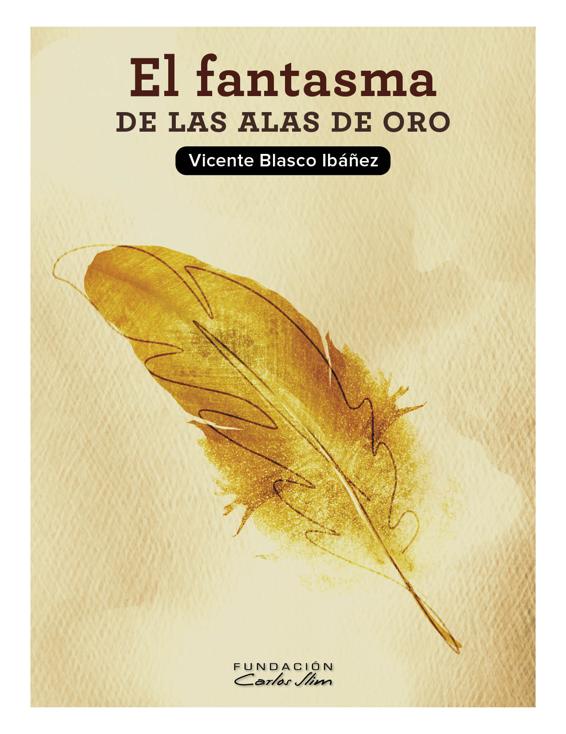 El fantasma
DE LAS ALAS DE ORO
Vicente Blasco Ibáñez
FUNDACIÓN
Carlos Slim